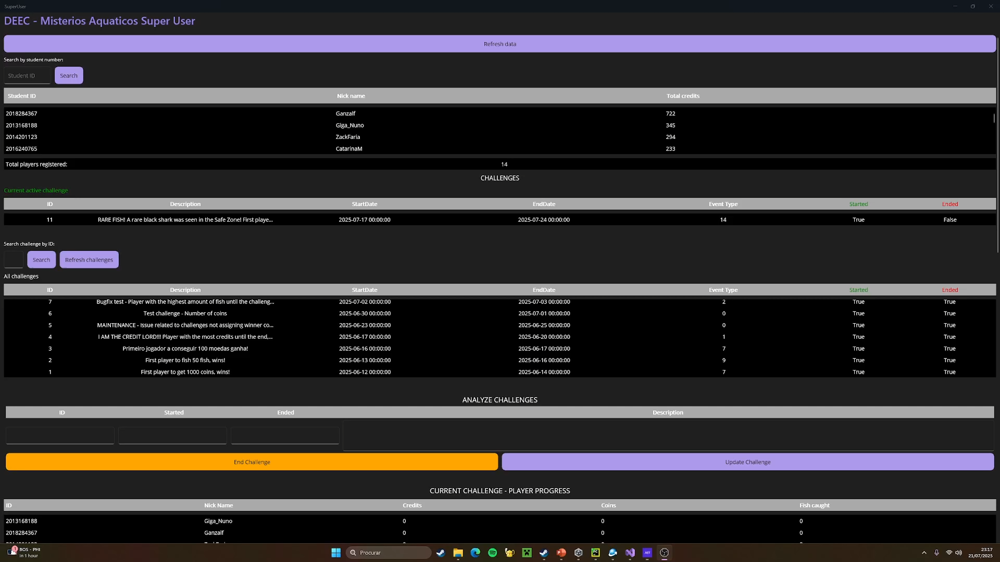 SuperUser
DEEC - Misterios Aquaticos Super User
Refresh data
Search by student number:
Student ID Search
Student ID Nick name Total credits
2018284367 Ganzalf 722
2013168188 Giga_Nuno 345
2014201123 ZackFaria 294
2016240765 CatarinaM 233
Total players registered: 14
CHALLENGES
Current active challenge
ID Description StartDate EndDate Event Type Started Ended
11 RARE FISH! A rare black shark was seen in the Safe Zone! First playe... 2025-07-17 00:00:00 2025-07-24 00:00:00 14 True False
Search challenge by ID:
Search Refresh challenges
All challenges
ID Description StartDate EndDate Event Type Started Ended
7 Bugfix test - Player with the highest amount of fish until the challeng... 2025-07-02 00:00:00 2025-07-03 00:00:00 2 True True
6 Test challenge - Number of coins 2025-06-30 00:00:00 2025-07-01 00:00:00 0 True True
5 MAINTENANCE - Issue related to challenges not assigning winner co... 2025-06-23 00:00:00 2025-06-25 00:00:00 0 True True
4 I AM THE CREDIT LORD!!! Player with the most credits until the end,... 2025-06-17 00:00:00 2025-06-20 00:00:00 1 True True
3 Primeiro jogador a conseguir 100 moedas ganha! 2025-06-16 00:00:00 2025-06-17 00:00:00 7 True True
2 First player to fish 50 fish, wins! 2025-06-13 00:00:00 2025-06-16 00:00:00 9 True True
1 First player to get 1000 coins, wins! 2025-06-12 00:00:00 2025-06-14 00:00:00 7 True True
ANALYZE CHALLENGES
ID Started Ended Description
End Challenge Update Challenge
CURRENT CHALLENGE - PLAYER PROGRESS
ID Nick Name Credits Coins Fish caught
2013168188 Giga_Nuno 0 0 0
2018284367 Ganzalf 0 0 0
1 BOS - PHI
In 1 hour
Procurar
PC
.NET
23:17
21/07/2025